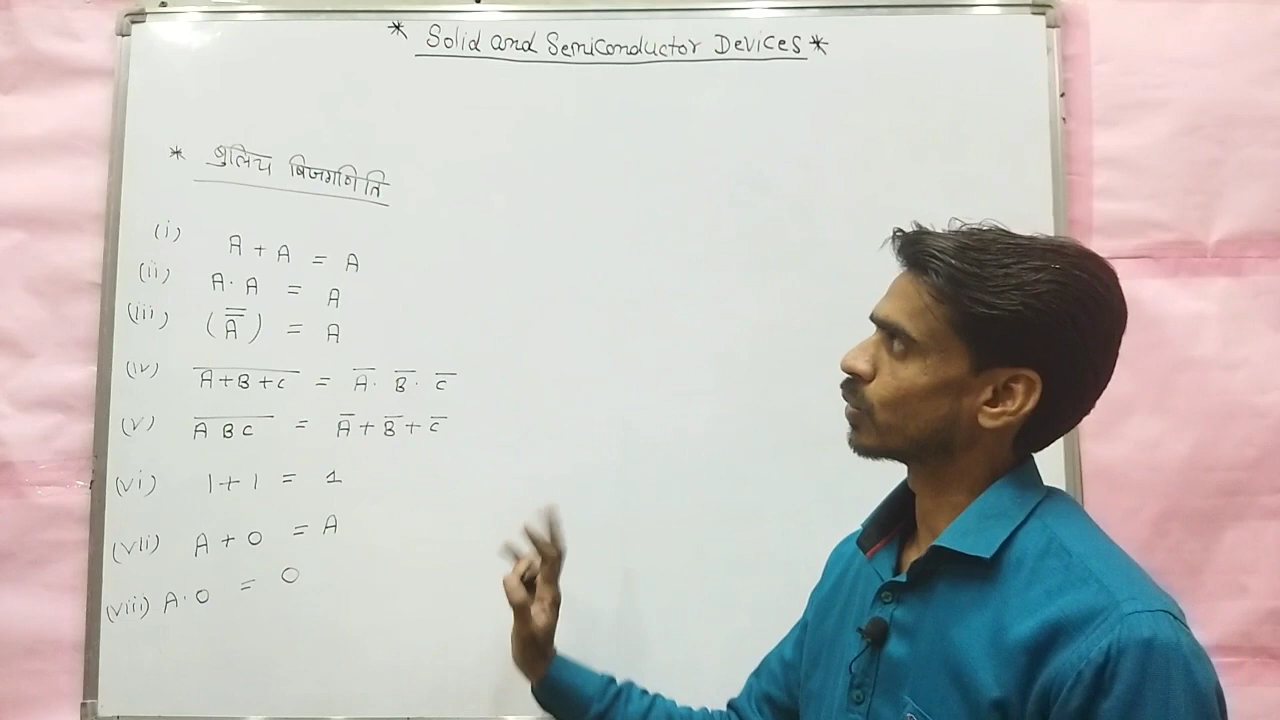 * Solid and Semiconductor Devices *
* बुलिय बिजगणिति
(i) A + A = A
(ii) A · A = A
(iii) (A̿) = A
(iv) A̅+̅B̅+̅C̅ = A̅ · B̅ · C̅
(v) A̅ ̅B̅ ̅C̅ = A̅ + B̅ + C̅
(vi) 1 + 1 = 1
(vii) A + 0 = A
(viii) A · 0 = 0